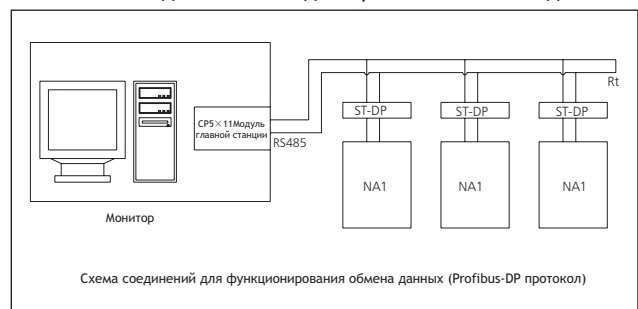 CP5×11Модуль
главной станции
RS485
Rt
ST-DP
ST-DP
ST-DP
NA1
NA1
NA1
Монитор
Схема соединений для функционирования обмена данных (Profibus-DP протокол)